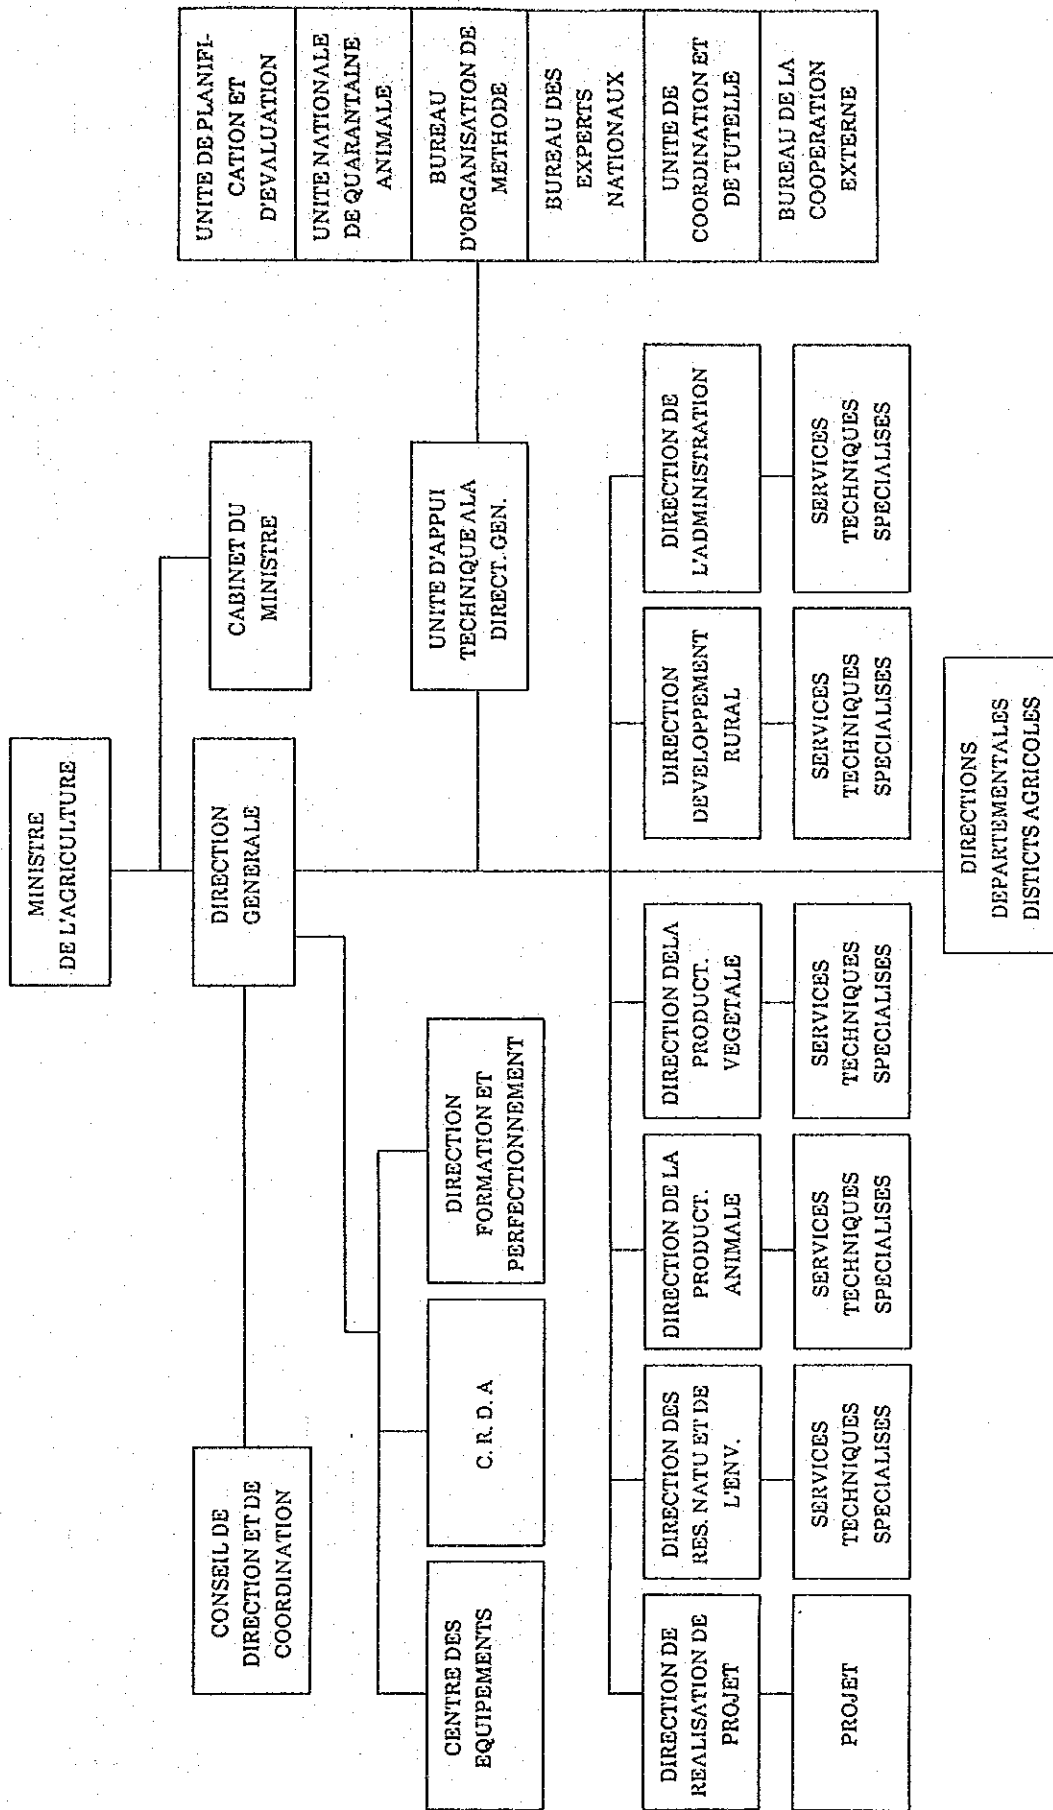 MINISTRE
DE L'AGRICULTURE
CABINET DU
MINISTRE
CONSEIL DE
DIRECTION ET DE
COORDINATION
DIRECTION
GENERALE
UNITE DE PLANIFI-
CATION ET
D'EVALUATION
UNITE NATIONALE
DE QUARANTAINE
ANIMALE
BUREAU
D'ORGANISATION DE
METHODE
BUREAU DES
EXPERTS
NATIONAUX
UNITE DE
COORDINATION ET
DE TUTELLE
BUREAU DE LA
COOPERATION
EXTERNE
CENTRE DES
EQUIPEMENTS
C. R. D. A
DIRECTION
FORMATION ET
PERFECTIONNEMENT
UNITE D'APPUI
TECHNIQUE ALA
DIRECT. GEN.
DIRECTION DE
REALISATION DE
PROJET
DIRECTION DES
RES. NATU ET DE
L'ENV.
DIRECTION DE LA
PRODUCT.
ANIMALE
DIRECTION DELA
PRODUCT.
VEGETALE
DIRECTION
DEVELOPPEMENT
RURAL
DIRECTION DE
L'ADMINISTRATION
PROJET
SERVICES
TECHNIQUES
SPECIALISES
SERVICES
TECHNIQUES
SPECIALISES
SERVICES
TECHNIQUES
SPECIALISES
SERVICES
TECHNIQUES
SPECIALISES
SERVICES
TECHNIQUES
SPECIALISES
DIRECTIONS
DEPARTEMENTALES
DISTICTS AGRICOLES